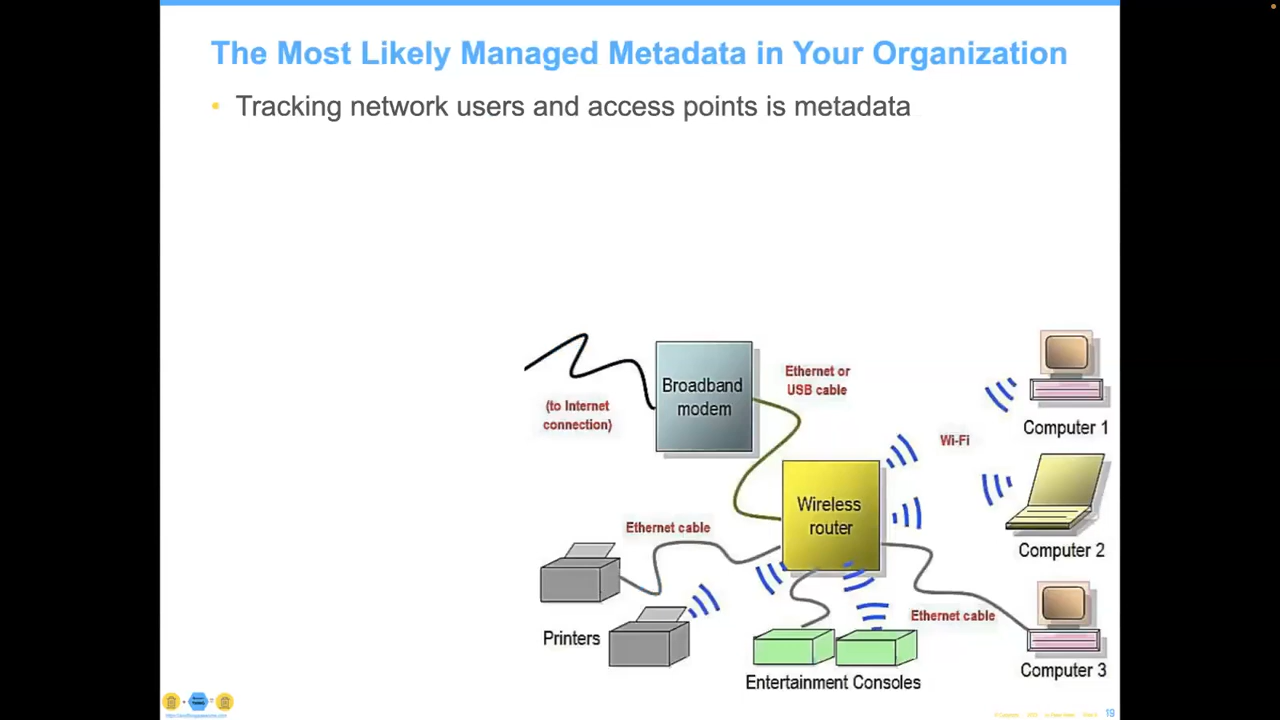 The Most Likely Managed Metadata in Your Organization
• Tracking network users and access points is metadata
Broadband
modem
Ethernet or
USB cable
(to Internet
connection)
Computer 1
Wi-Fi
Wireless
router
Ethernet cable
Computer 2
Printers
Ethernet cable
Computer 3
Entertainment Consoles
19